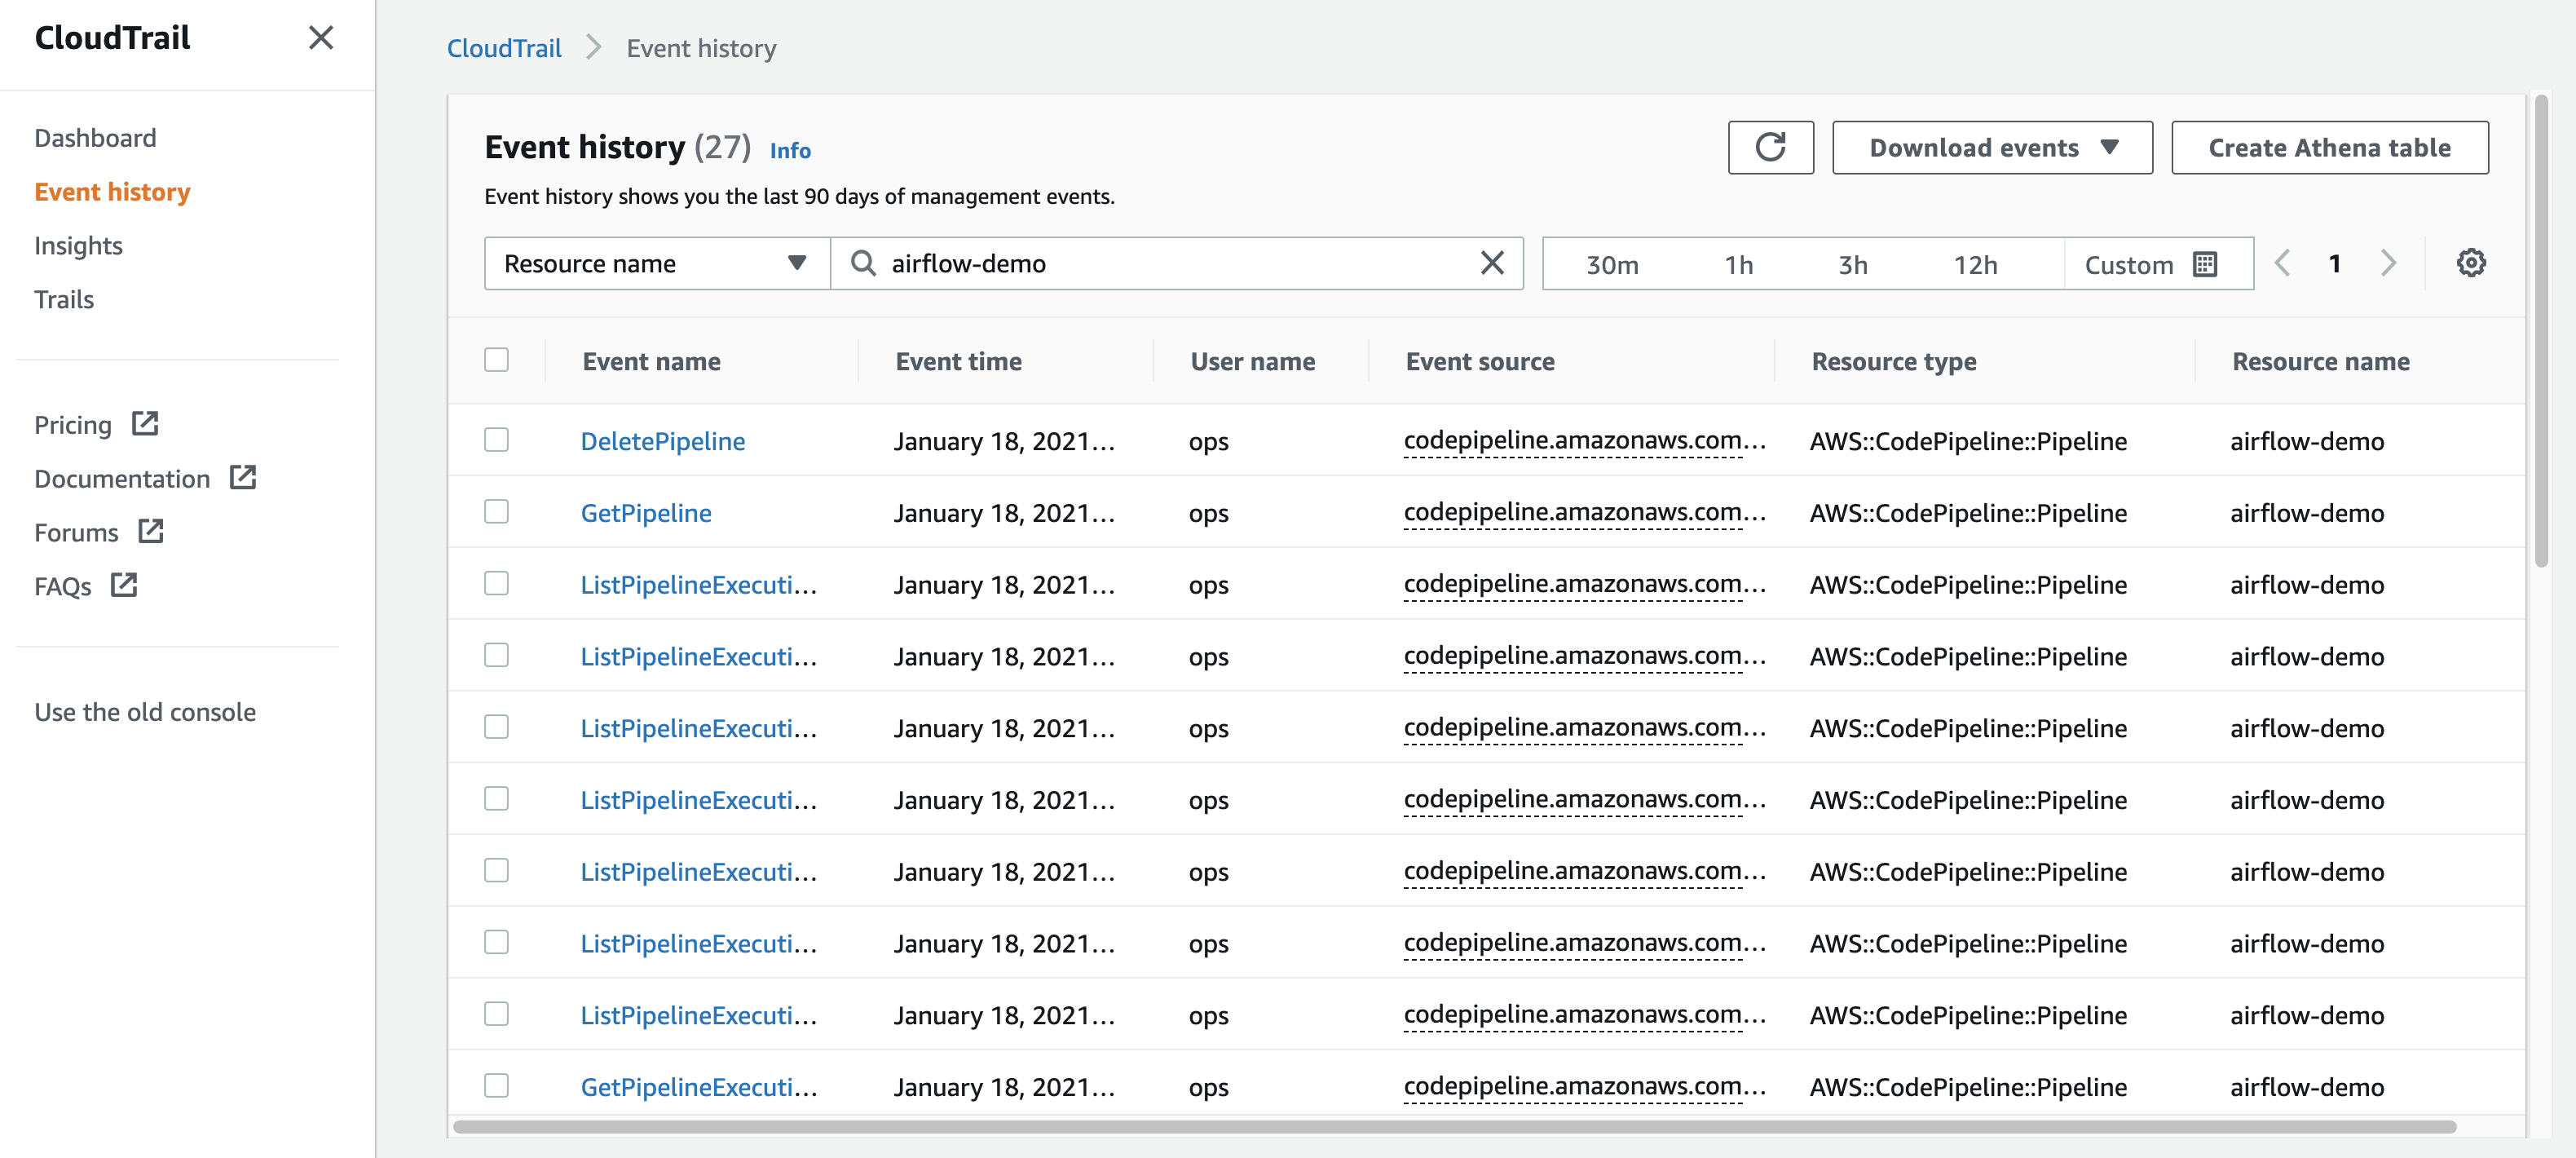 CloudTrail
Dashboard
Event history
Insights
Trails
Pricing
Documentation
Forums
FAQs
Use the old console
CloudTrail Event history
Event history (27) Info
Event history shows you the last 90 days of management events.
Download events Create Athena table
Resource name airflow-demo 30m 1h 3h 12h Custom 1
Event name Event time User name Event source Resource type Resource name
DeletePipeline January 18, 2021... ops codepipeline.amazonaws.com... AWS::CodePipeline::Pipeline airflow-demo
GetPipeline January 18, 2021... ops codepipeline.amazonaws.com... AWS::CodePipeline::Pipeline airflow-demo
ListPipelineExecuti... January 18, 2021... ops codepipeline.amazonaws.com... AWS::CodePipeline::Pipeline airflow-demo
ListPipelineExecuti... January 18, 2021... ops codepipeline.amazonaws.com... AWS::CodePipeline::Pipeline airflow-demo
ListPipelineExecuti... January 18, 2021... ops codepipeline.amazonaws.com... AWS::CodePipeline::Pipeline airflow-demo
ListPipelineExecuti... January 18, 2021... ops codepipeline.amazonaws.com... AWS::CodePipeline::Pipeline airflow-demo
ListPipelineExecuti... January 18, 2021... ops codepipeline.amazonaws.com... AWS::CodePipeline::Pipeline airflow-demo
ListPipelineExecuti... January 18, 2021... ops codepipeline.amazonaws.com... AWS::CodePipeline::Pipeline airflow-demo
ListPipelineExecuti... January 18, 2021... ops codepipeline.amazonaws.com... AWS::CodePipeline::Pipeline airflow-demo
GetPipelineExecuti... January 18, 2021... ops codepipeline.amazonaws.com... AWS::CodePipeline::Pipeline airflow-demo